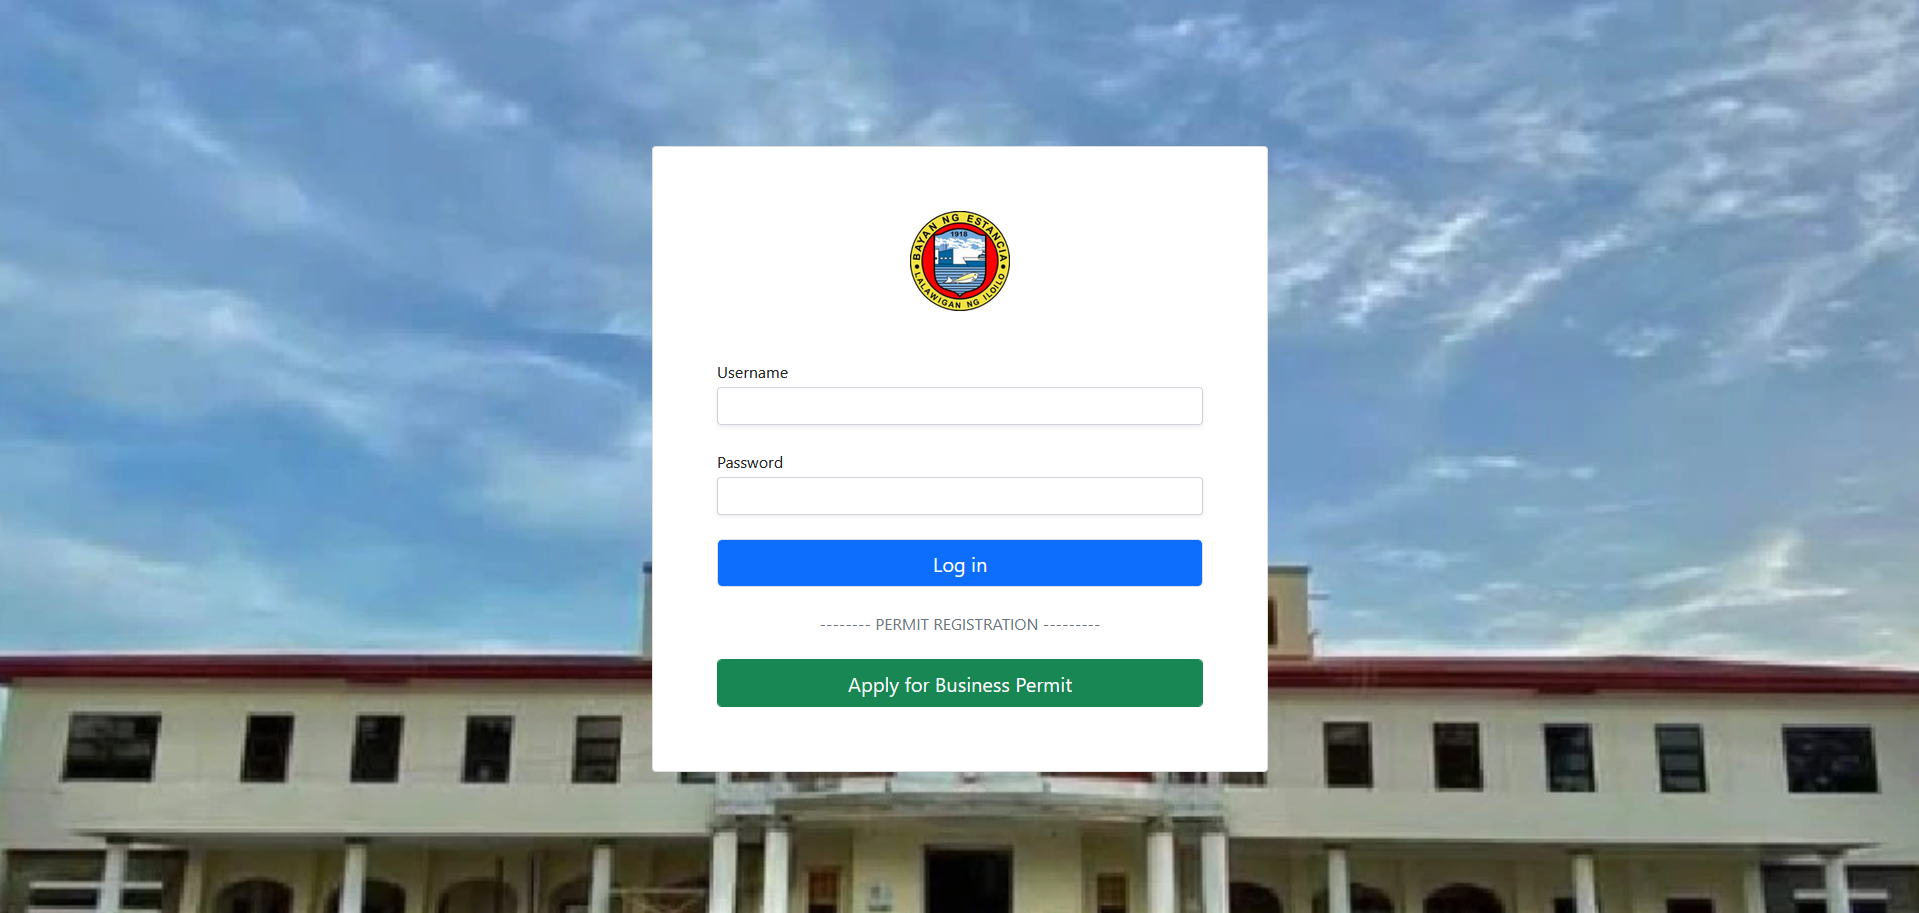 BAYAN NG ESTANCIA
1918
LALAWIGAN NG ILOILO
Username
Password
Log in
-------- PERMIT REGISTRATION ---------
Apply for Business Permit